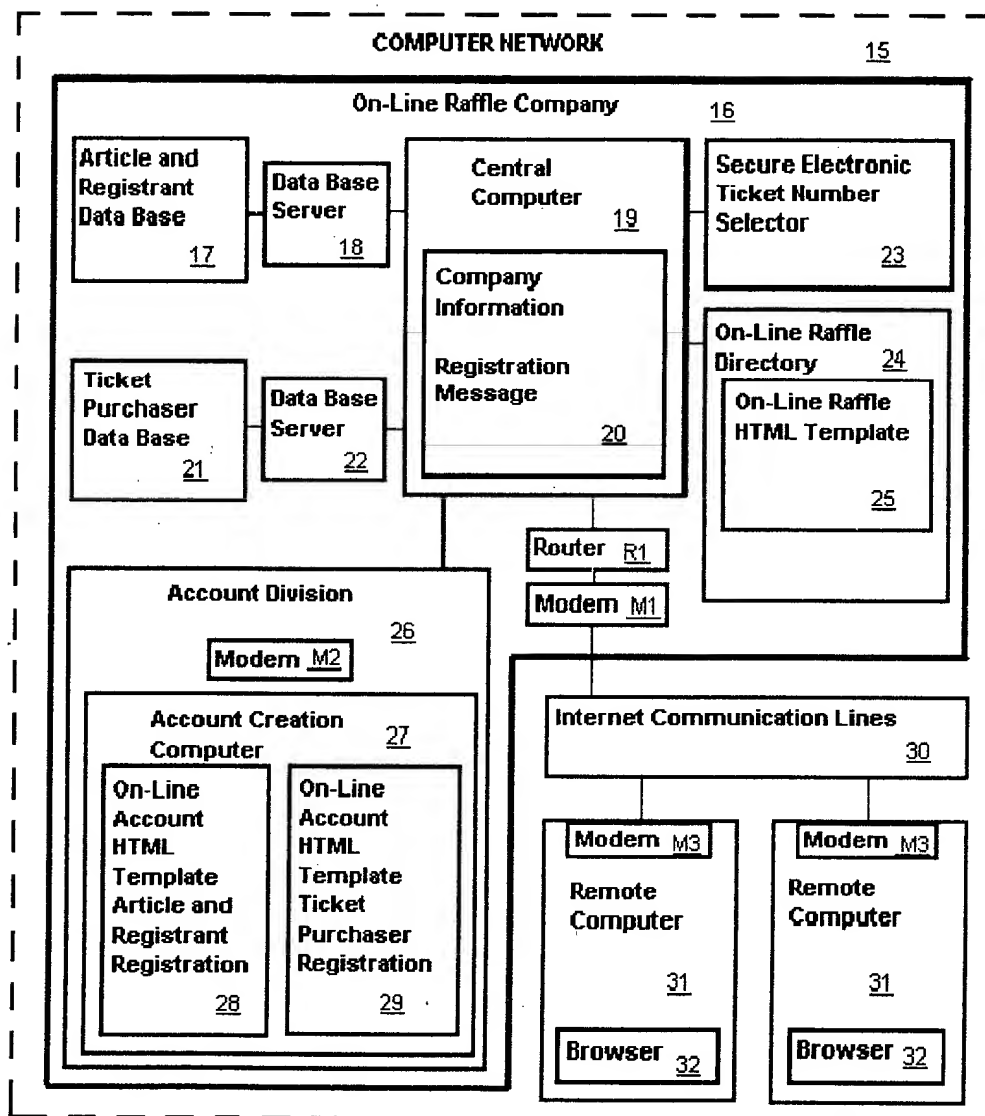 COMPUTER NETWORK
15
On-Line Raffle Company
16
Article and
Registrant
Data Base
17
Data Base
Server
18
Central
Computer
19
Company
Information
Registration
Message
20
Secure Electronic
Ticket Number
Selector
23
Ticket
Purchaser
Data Base
21
Data Base
Server
22
On-Line Raffle
Directory
24
On-Line Raffle
HTML Template
25
Router R1
Modem M1
Account Division
26
Modem M2
Account Creation
Computer
27
On-Line
Account
HTML
Template
Article and
Registrant
Registration
28
On-Line
Account
HTML
Template
Ticket
Purchaser
Registration
29
Internet Communication Lines
30
Modem M3
Remote
Computer
31
Browser 32
Modem M3
Remote
Computer
31
Browser 32